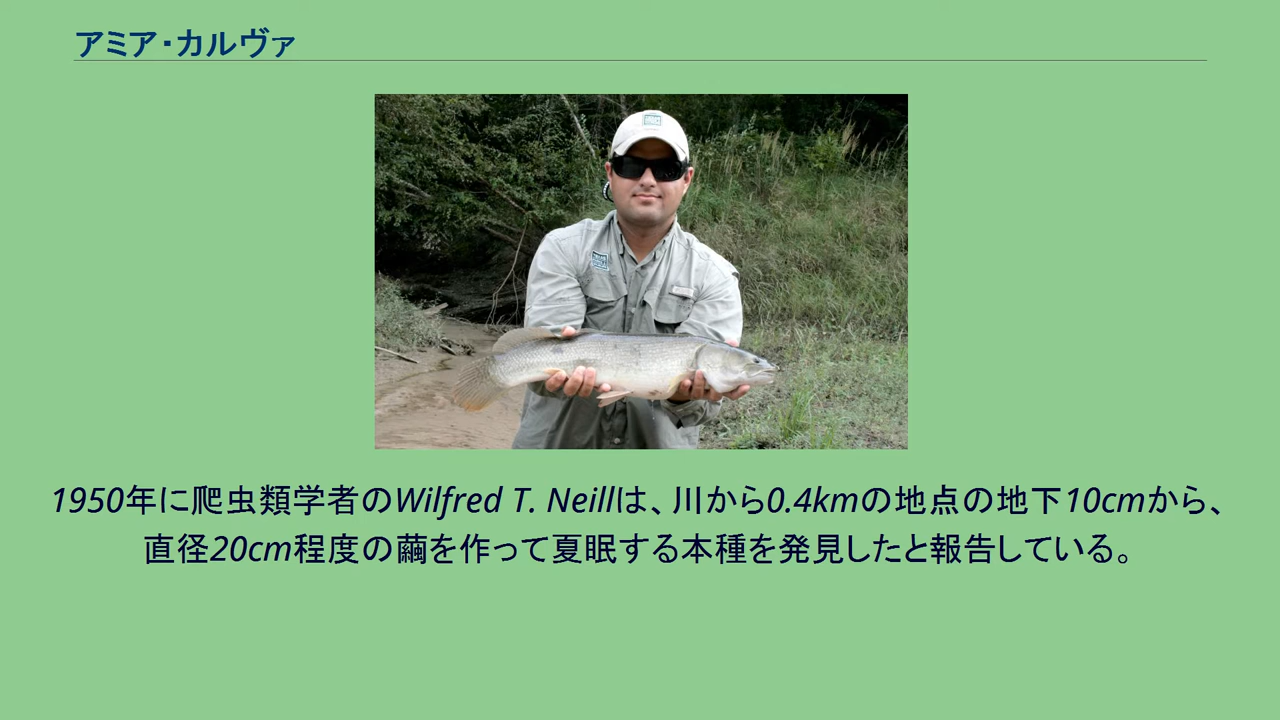 アミア・カルヴァ
1950年に爬虫類学者のWilfred T. Neillは、川から0.4kmの地点の地下10cmから、
直径20cm程度の繭を作って夏眠する本種を発見したと報告している。